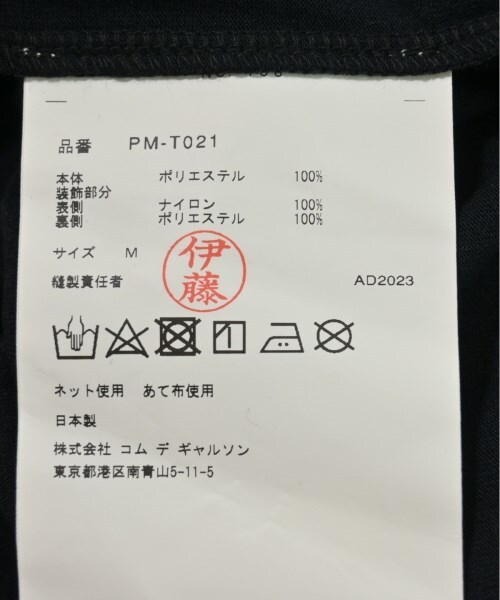 品番 PM-T021
本体 ポリエステル 100%
装飾部分
表側 ナイロン 100%
裏側 ポリエステル 100%
サイズ M
伊藤
縫製責任者 AD2023
ネット使用 あて布使用
日本製
株式会社 コム デ ギャルソン
東京都港区南青山5-11-5